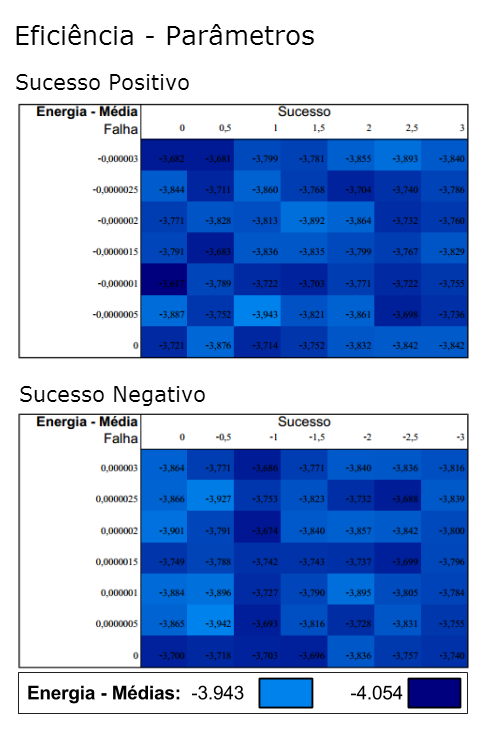 Eficiência - Parâmetros
Sucesso Positivo
Energia - Média Sucesso
Falha 0 0,5 1 1,5 2 2,5 3
-0,000003 -3,682 -3,681 -3,799 -3,781 -3,855 -3,893 -3,840
-0,0000025 -3,844 -3,711 -3,860 -3,768 -3,704 -3,740 -3,786
-0,000002 -3,771 -3,828 -3,813 -3,892 -3,864 -3,732 -3,760
-0,0000015 -3,791 -3,683 -3,836 -3,835 -3,799 -3,767 -3,829
-0,000001 -3,789 -3,722 -3,703 -3,771 -3,722 -3,755
-0,0000005 -3,887 -3,752 -3,943 -3,821 -3,861 -3,698 -3,736
0 -3,721 -3,876 -3,714 -3,752 -3,832 -3,842 -3,842
Sucesso Negativo
Energia - Média Sucesso
Falha 0 -0,5 -1 -1,5 -2 -2,5 -3
0,000003 -3,864 -3,771 -3,686 -3,771 -3,840 -3,836 -3,816
0,0000025 -3,866 -3,927 -3,753 -3,823 -3,732 -3,688 -3,839
0,000002 -3,901 -3,791 -3,674 -3,840 -3,857 -3,842 -3,800
0,0000015 -3,749 -3,788 -3,742 -3,743 -3,737 -3,699 -3,796
0,000001 -3,884 -3,896 -3,727 -3,790 -3,895 -3,805 -3,784
0,0000005 -3,865 -3,942 -3,693 -3,816 -3,728 -3,831 -3,755
0 -3,700 -3,718 -3,703 -3,696 -3,836 -3,757 -3,740
Energia - Médias: -3.943 -4.054